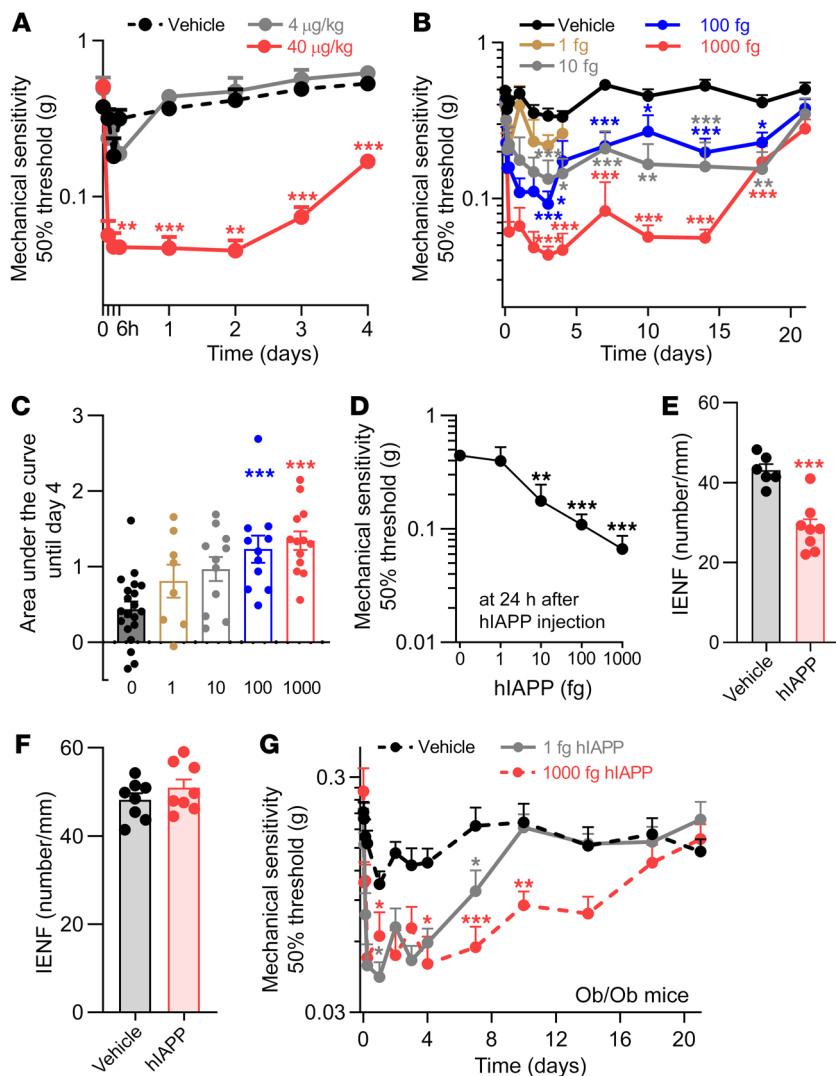 A
Vehicle
4 µg/kg
40 µg/kg
Mechanical sensitivity
50% threshold (g)
1
0.1
**
***
**
***
***
0
6h
1
2
3
4
Time (days)
B
Vehicle
1 fg
10 fg
100 fg
1000 fg
Mechanical sensitivity
50% threshold (g)
1
0.1
***
*
***
***
***
**
***
***
**
***
***
*
*
***
***
***
*
***
0
5
10
15
20
Time (days)
C
Area under the curve
until day 4
3
2
1
0
***
***
0
1
10
100
1000
D
Mechanical sensitivity
50% threshold (g)
1
0.1
0.01
**
***
***
at 24 h after
hIAPP injection
0
1
10
100
1000
hIAPP (fg)
E
IENF (number/mm)
60
40
20
0
***
Vehicle
hIAPP
F
IENF (number/mm)
60
40
20
0
Vehicle
hIAPP
G
Vehicle
1 fg hIAPP
1000 fg hIAPP
Mechanical sensitivity
50% threshold (g)
0.3
0.03
*
*
*
*
***
**
Ob/Ob mice
0
4
8
12
16
20
Time (days)